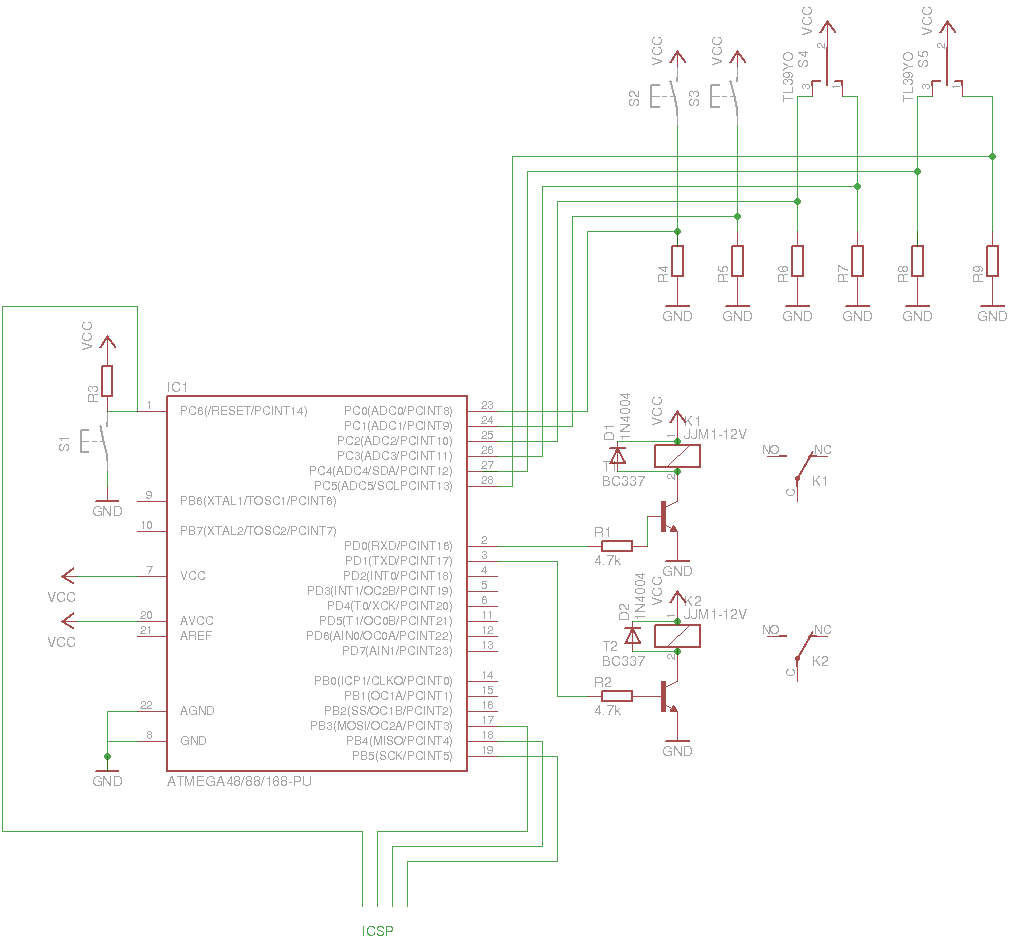 VCC
VCC
VCC
VCC
S2
S3
TL39YO
S4
2
3
1
TL39YO
S5
2
3
1
R4
R5
R6
R7
R8
R9
GND
GND
GND
GND
GND
GND
VCC
R3
S1
GND
IC1
1 PC6(/RESET/PCINT14)
9 PB6(XTAL1/TOSC1/PCINT6)
10 PB7(XTAL2/TOSC2/PCINT7)
7 VCC
VCC
20 AVCC
VCC
21 AREF
22 AGND
8 GND
GND
PC0(ADC0/PCINT8) 23
PC1(ADC1/PCINT9) 24
PC2(ADC2/PCINT10) 25
PC3(ADC3/PCINT11) 26
PC4(ADC4/SDA/PCINT12) 27
PC5(ADC5/SCLPCINT13) 28
PD0(RXD/PCINT16) 2
PD1(TXD/PCINT17) 3
PD2(INT0/PCINT18) 4
PD3(INT1/OC2B/PCINT19) 5
PD4(T0/XCK/PCINT20) 6
PD5(T1/OC0B/PCINT21) 11
PD6(AIN0/OC0A/PCINT22) 12
PD7(AIN1/PCINT23) 13
PB0(ICP1/CLKO/PCINT0) 14
PB1(OC1A/PCINT1) 15
PB2(SS/OC1B/PCINT2) 16
PB3(MOSI/OC2A/PCINT3) 17
PB4(MISO/PCINT4) 18
PB5(SCK/PCINT5) 19
ATMEGA48/88/168-PU
D1
1N4004
VCC
K1
JJM1-12V
1
2
T1
BC337
R1
4.7k
GND
NO
NC
C
K1
D2
1N4004
VCC
K2
JJM1-12V
1
2
T2
BC337
R2
4.7k
GND
NO
NC
C
K2
ICSP